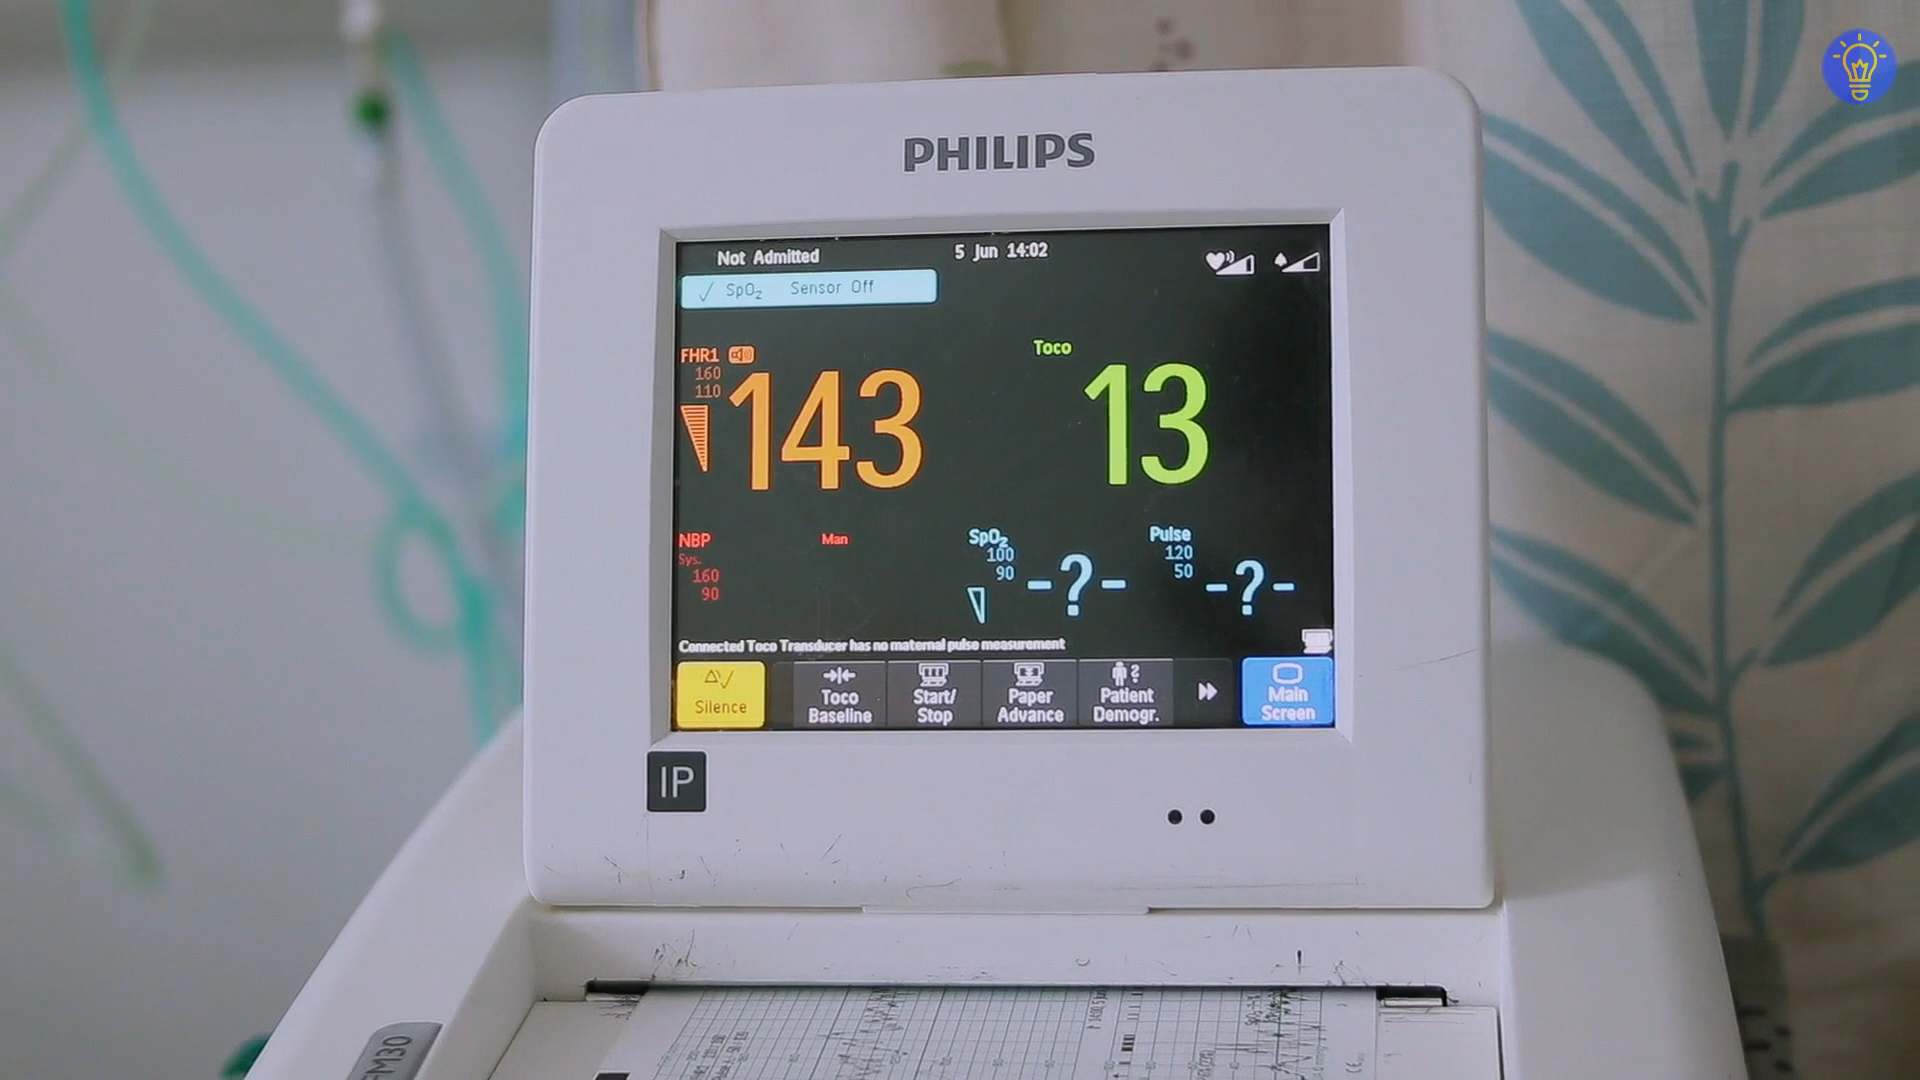 PHILIPS
Not Admitted
5 Jun 14:02
✓ SpO₂ Sensor Off
FHR1
160
110
143
Toco
13
NBP
Sys.
160
90
Man
SpO₂
100
90
-?-
Pulse
120
50
-?-
Connected Toco Transducer has no maternal pulse measurement
Silence
Toco
Baseline
Start/
Stop
Paper
Advance
Patient
Demogr.
Main
Screen
IP
FM30